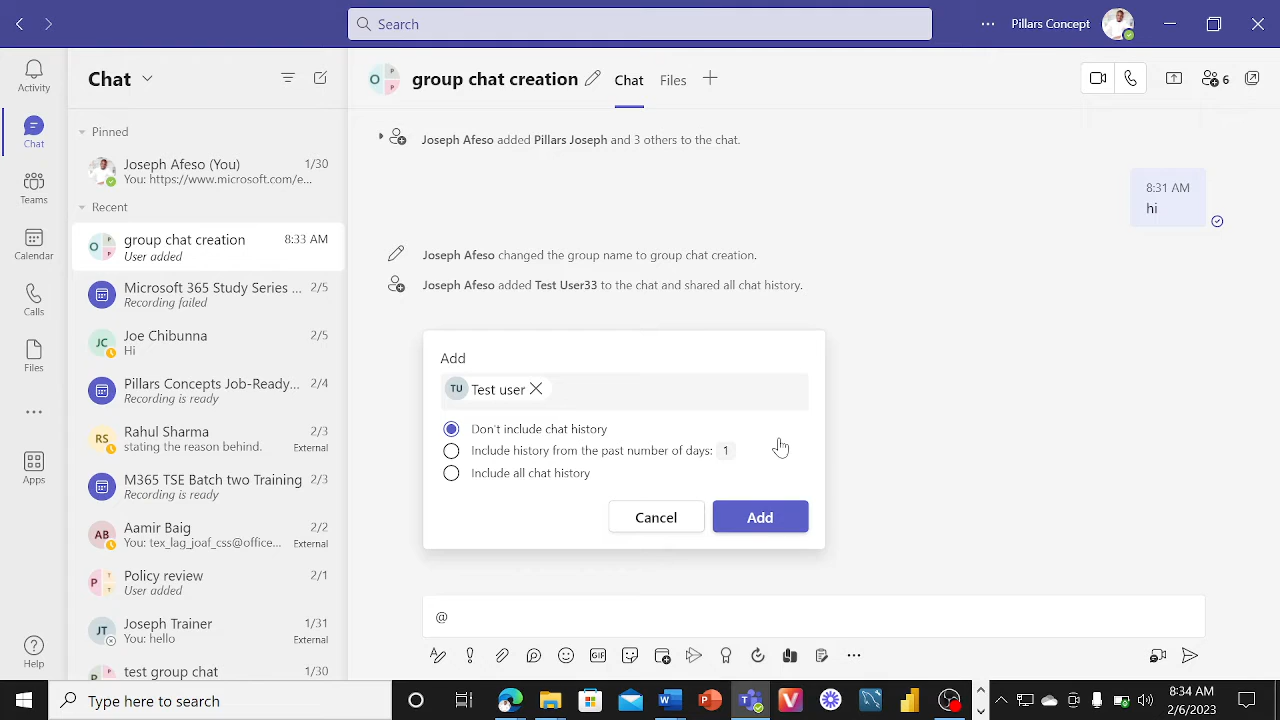 Search
Pillars Concept
Activity
Chat
Teams
Calendar
Calls
Files
Apps
Help
Chat
Pinned
Joseph Afeso (You) 1/30
You: https://www.microsoft.com/e...
Recent
group chat creation 8:33 AM
User added
Microsoft 365 Study Series ... 2/5
Recording failed
JC Joe Chibunna 2/5
Hi
Pillars Concepts Job-Ready... 2/4
Recording is ready
RS Rahul Sharma 2/3
stating the reason behind. External
M365 TSE Batch two Training 2/3
Recording is ready
AB Aamir Baig 2/2
You: tex_lag_joaf_css@office... External
Policy review 2/1
User added
JT Joseph Trainer 1/31
You: hello External
test group chat 1/30
O P P group chat creation Chat Files 6
Joseph Afeso added Pillars Joseph and 3 others to the chat.
8:31 AM
hi
Joseph Afeso changed the group name to group chat creation.
Joseph Afeso added Test User33 to the chat and shared all chat history.
Add
TU Test user
Don't include chat history
Include history from the past number of days: 1
Include all chat history
Cancel Add
@
GIF
Type here to search
8:34 AM
2/6/2023